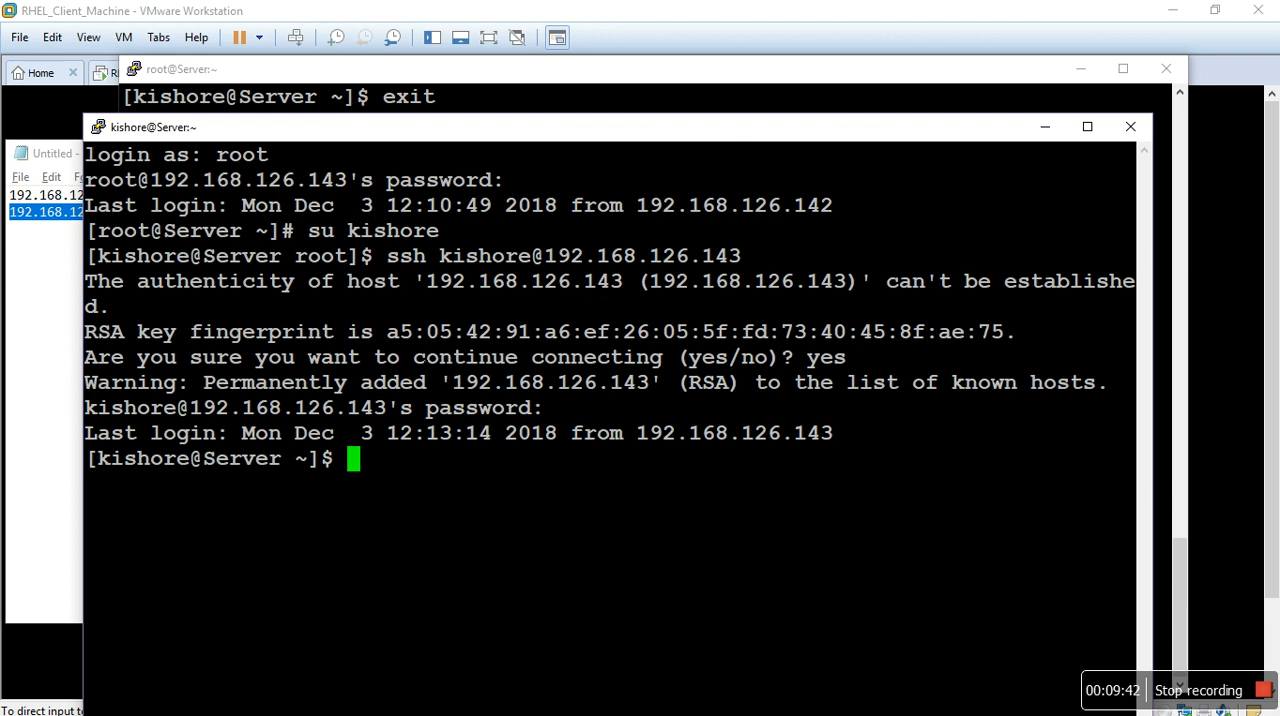 RHEL_Client_Machine - VMware Workstation
File Edit View VM Tabs Help
Home
root@Server:~
[kishore@Server ~]$ exit
kishore@Server:~
Untitled -
File Edit
192.168.12
192.168.12
login as: root
root@192.168.126.143's password:
Last login: Mon Dec  3 12:10:49 2018 from 192.168.126.142
[root@Server ~]# su kishore
[kishore@Server root]$ ssh kishore@192.168.126.143
The authenticity of host '192.168.126.143 (192.168.126.143)' can't be establishe
d.
RSA key fingerprint is a5:05:42:91:a6:ef:26:05:5f:fd:73:40:45:8f:ae:75.
Are you sure you want to continue connecting (yes/no)? yes
Warning: Permanently added '192.168.126.143' (RSA) to the list of known hosts.
kishore@192.168.126.143's password:
Last login: Mon Dec  3 12:13:14 2018 from 192.168.126.143
[kishore@Server ~]$
00:09:42 Stop recording
To direct input t